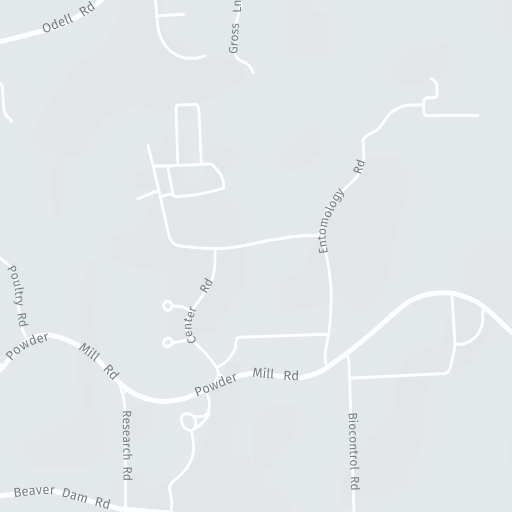 Odell Rd
Gross Ln
Entomology Rd
Poultry Rd
Center Rd
Powder Mill Rd
Powder Mill Rd
Research Rd
Biocontrol Rd
Beaver Dam Rd